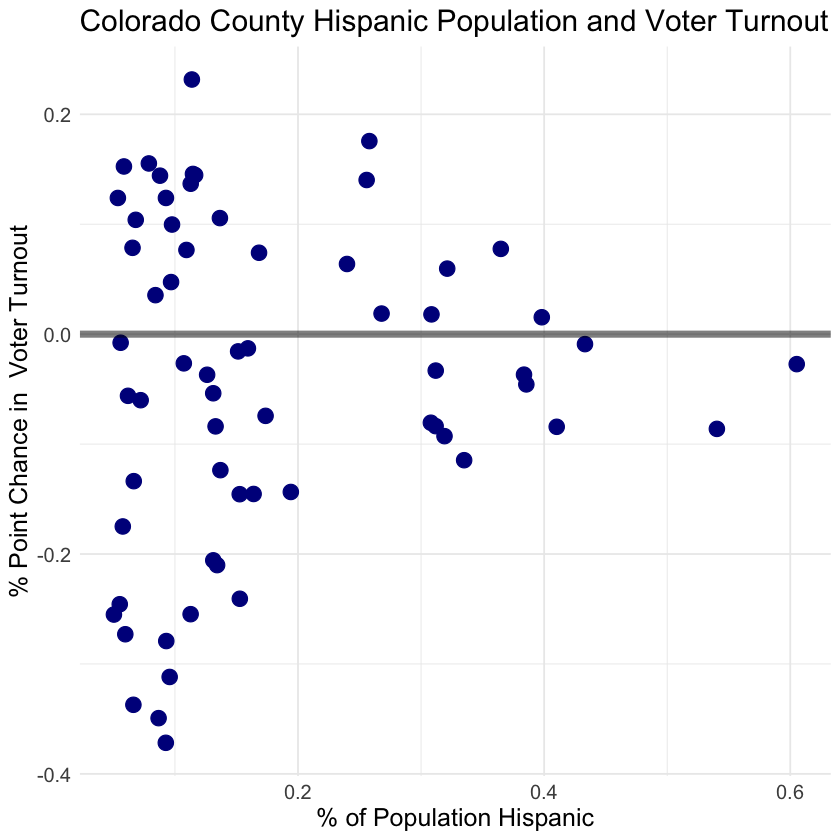 Colorado County Hispanic Population and Voter Turnout
% Point Chance in  Voter Turnout
0.2
0.0
-0.2
-0.4
0.2
0.4
0.6
% of Population Hispanic